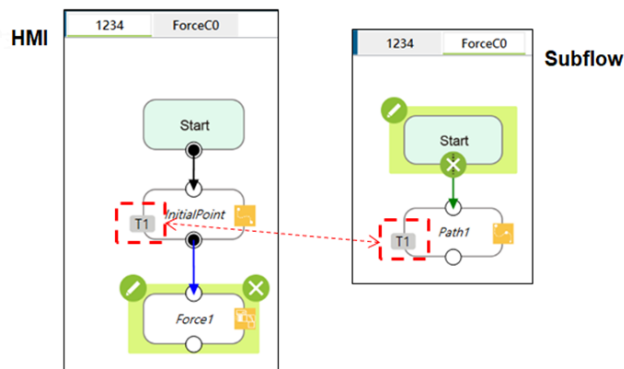 HMI
1234 ForceC0
Start
T1
InitialPoint
Force1
Subflow
1234 ForceC0
Start
T1
Path1